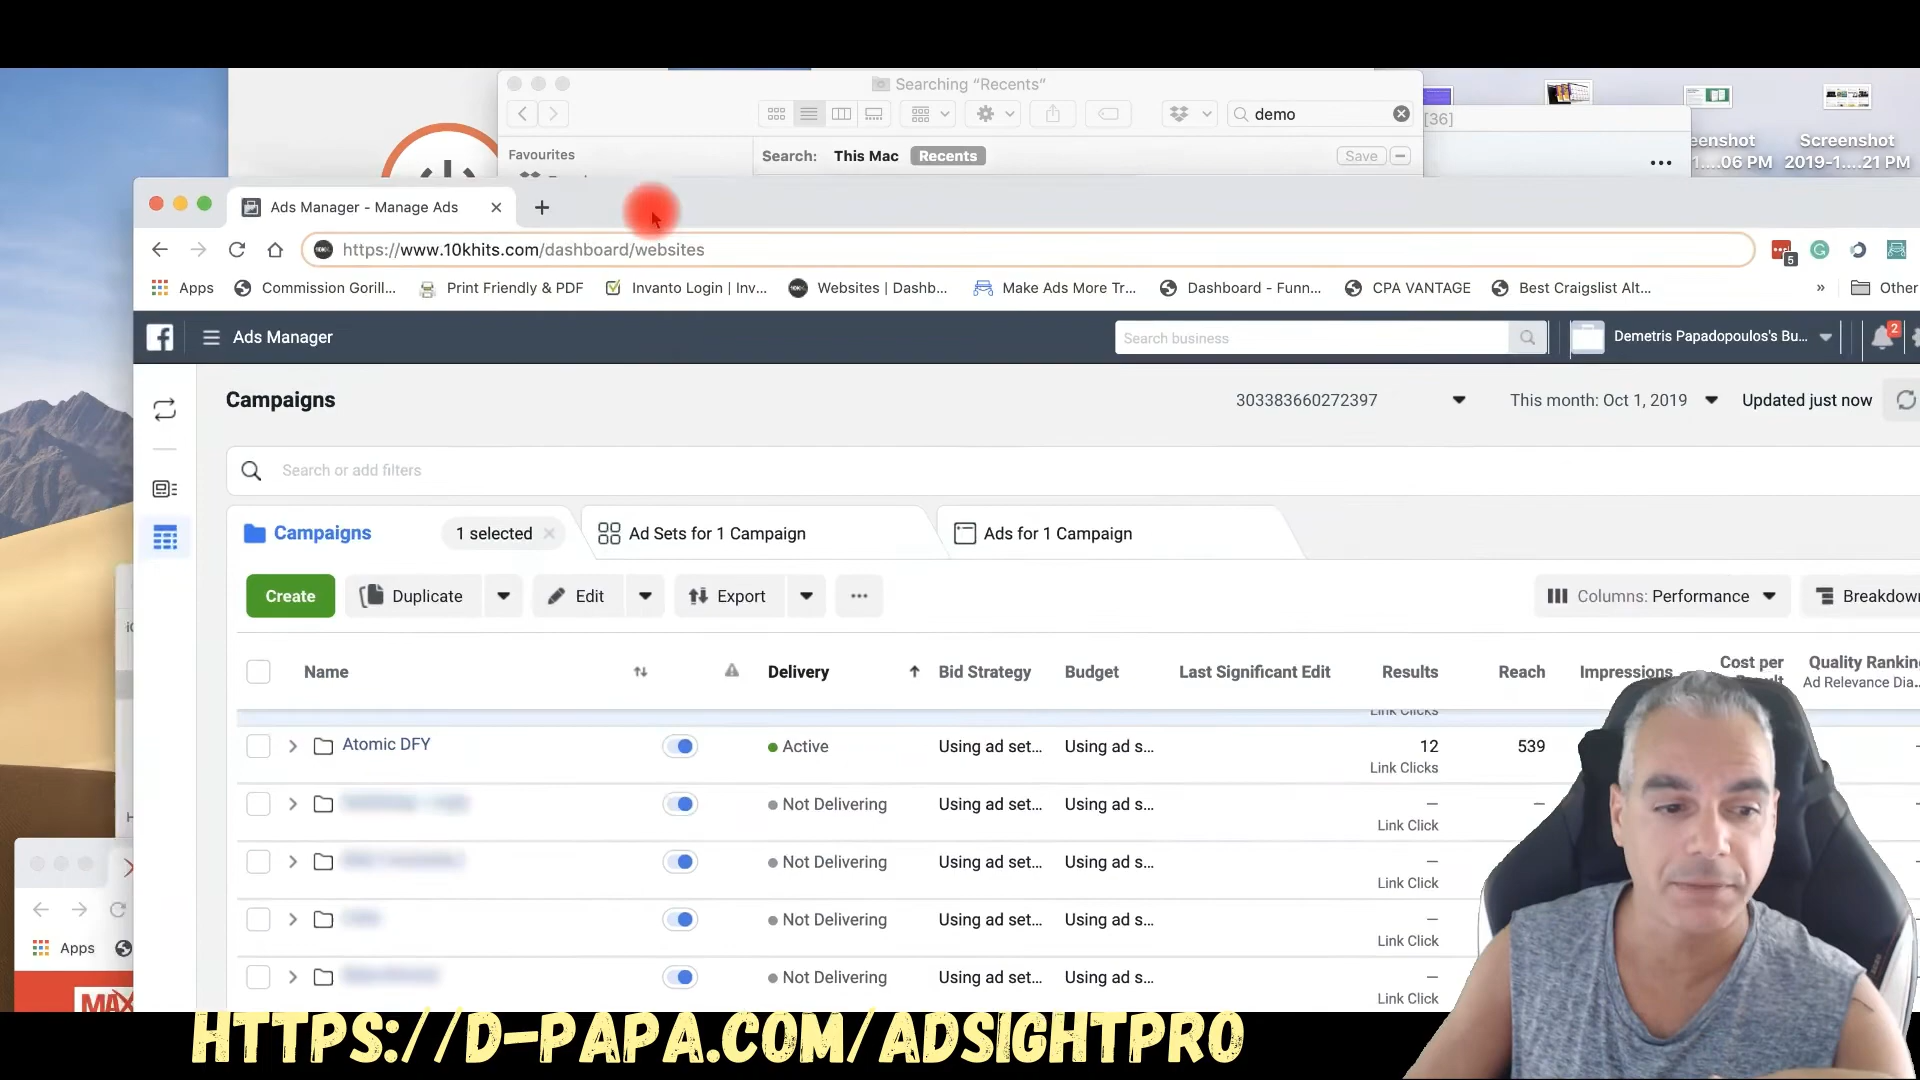 Searching “Recents”
demo
[36]
Favourites
Search: This Mac Recents
Save
eenshot
1....06 PM
Screenshot
2019-1....21 PM
Ads Manager - Manage Ads
https://www.10khits.com/dashboard/websites
5
Apps
Commission Gorill...
Print Friendly & PDF
Invanto Login | Inv...
Websites | Dashb...
Make Ads More Tr...
Dashboard - Funn...
CPA VANTAGE
Best Craigslist Alt...
»
Other
Ads Manager
Search business
Demetris Papadopoulos's Bu...
2
Campaigns
303383660272397
This month: Oct 1, 2019
Updated just now
Search or add filters
Campaigns
1 selected
Ad Sets for 1 Campaign
Ads for 1 Campaign
Create
Duplicate
Edit
Export
Columns: Performance
Breakdown
Name
Delivery
Bid Strategy
Budget
Last Significant Edit
Results
Reach
Impressions
Cost per
Result
Quality Ranking
Ad Relevance Dia...
Link Clicks
Atomic DFY
Active
Using ad set...
Using ad s...
12
Link Clicks
539
Not Delivering
Using ad set...
Using ad s...
—
Link Click
—
Not Delivering
Using ad set...
Using ad s...
—
Link Click
Not Delivering
Using ad set...
Using ad s...
—
Link Click
Not Delivering
Using ad set...
Using ad s...
—
Link Click
Apps
MAX
HTTPS://D-PAPA.COM/ADSIGHTPRO